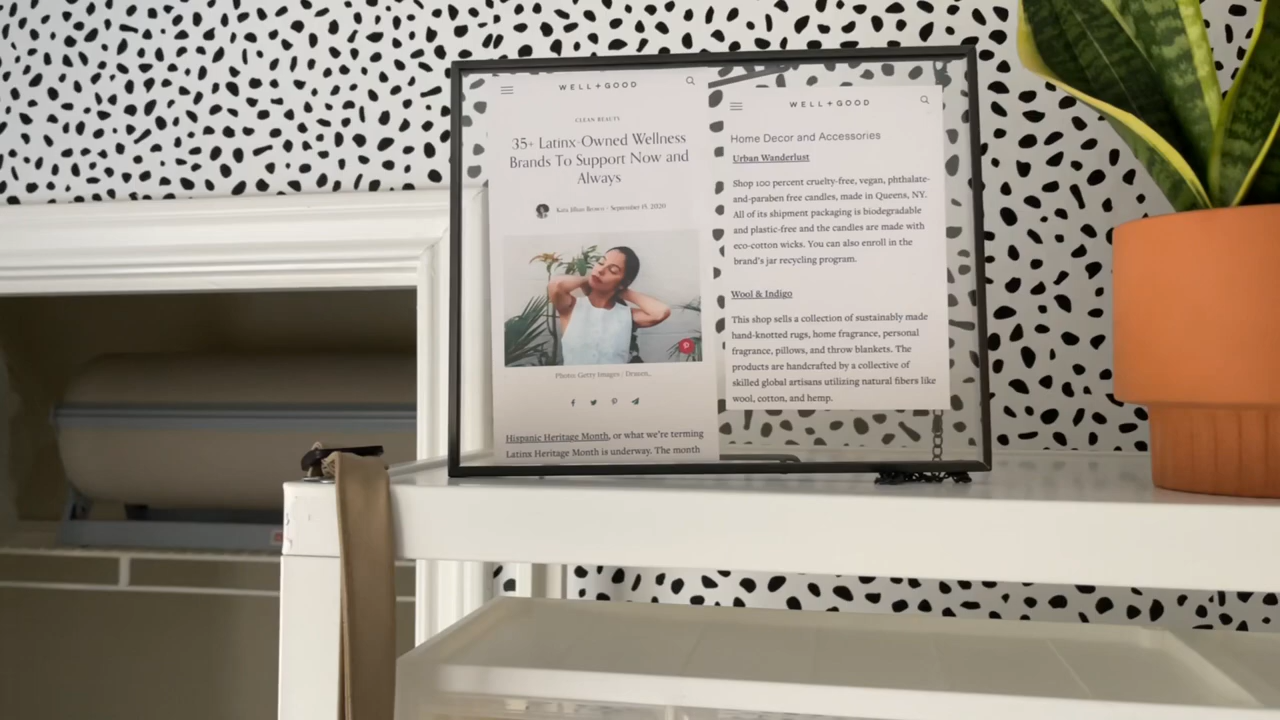 WELL+GOOD
CLEAN BEAUTY
35+ Latinx-Owned Wellness
Brands To Support Now and
Always
Kara Jillian Brown • September 15, 2020
Photo: Getty Images /
Hispanic Heritage Month, or what we're terming
Latinx Heritage Month is underway. The month
WELL+GOOD
Home Decor and Accessories
Urban Wanderlust
Shop 100 percent cruelty-free, vegan, phthalate-
and-paraben free candles, made in Queens, NY.
All of its shipment packaging is biodegradable
and plastic-free and the candles are made with
eco-cotton wicks. You can also enroll in the
brand's jar recycling program.
Wool & Indigo
This shop sells a collection of sustainably made
hand-knotted rugs, home fragrance, personal
fragrance, pillows, and throw blankets. The
products are handcrafted by a collective of
skilled global artisans utilizing natural fibers like
wool, cotton, and hemp.